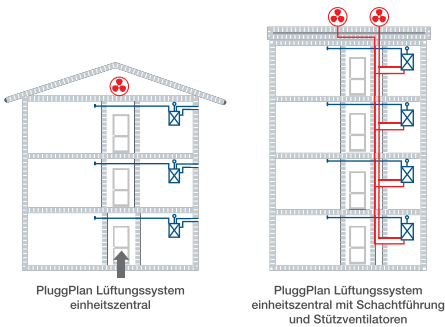 PluggPlan Lüftungssystem
einheitszentral
PluggPlan Lüftungssystem
einheitszentral mit Schachtführung
und Stützventilatoren